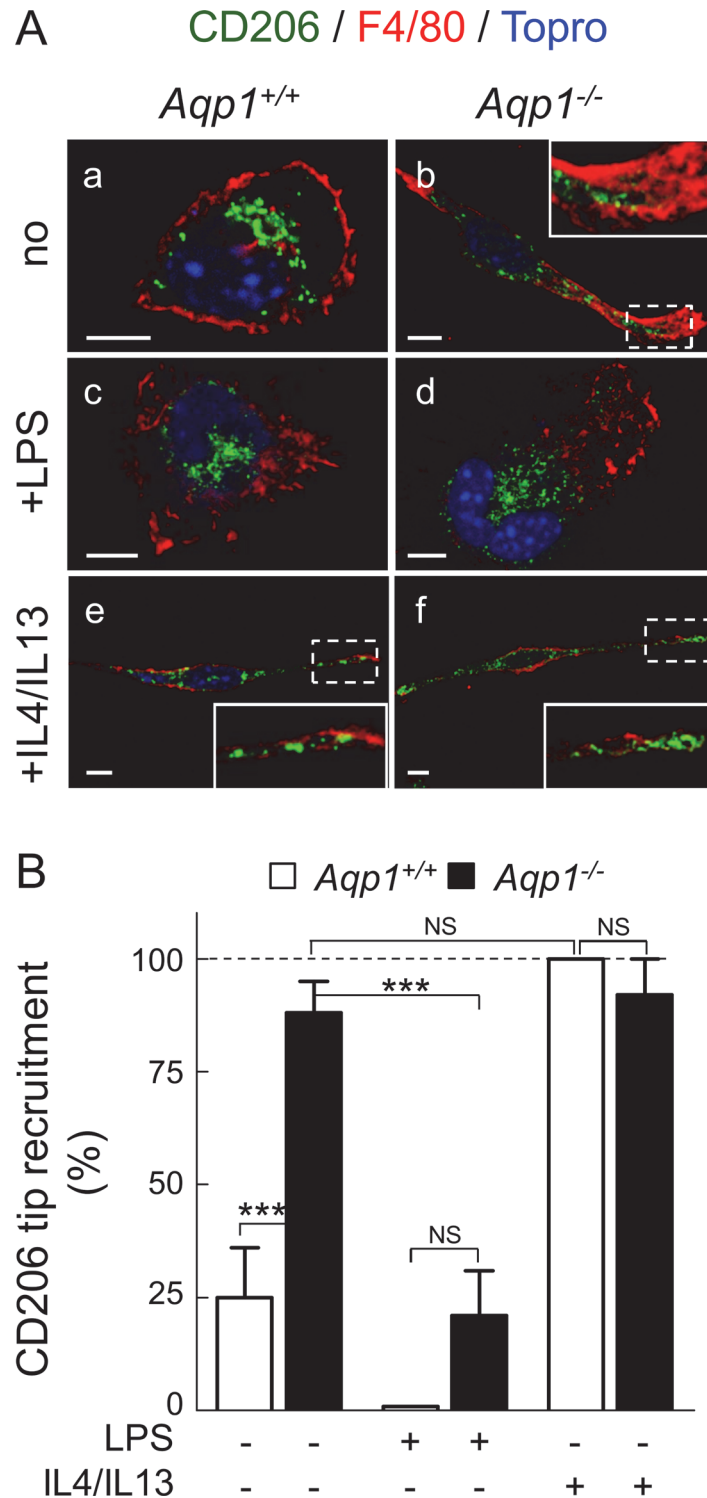 A CD206 / F4/80 / Topro
Aqp1+/+ Aqp1-/-
no
a
b
+LPS
c
d
+IL4/IL13
e
f
B
Aqp1+/+ Aqp1-/-
CD206 tip recruitment
(%)
NS
NS
100
***
75
50
***
NS
25
0
LPS - - + + - -
IL4/IL13 - - - - + +